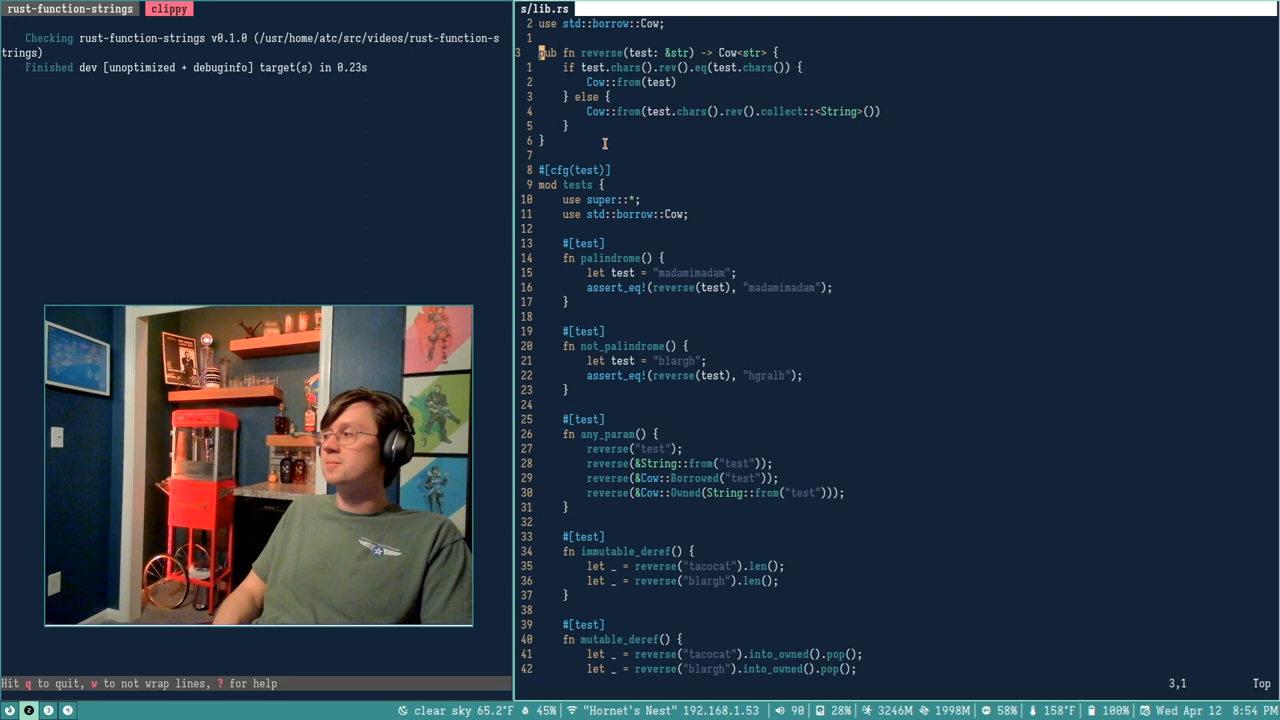 rust-function-strings clippy
Checking rust-function-strings v0.1.0 (/usr/home/atc/src/videos/rust-function-s
trings)
Finished dev [unoptimized + debuginfo] target(s) in 0.23s
Hit q to quit, w to not wrap lines, ? for help
s/lib.rs
2 use std::borrow::Cow;
1
3 pub fn reverse(test: &str) -> Cow<str> {
1 if test.chars().rev().eq(test.chars()) {
2 Cow::from(test)
3 } else {
4 Cow::from(test.chars().rev().collect::<String>())
5 }
6 }
7
8 #[cfg(test)]
9 mod tests {
10 use super::*;
11 use std::borrow::Cow;
12
13 #[test]
14 fn palindrome() {
15 let test = "madamimadam";
16 assert_eq!(reverse(test), "madamimadam");
17 }
18
19 #[test]
20 fn not_palindrome() {
21 let test = "blargh";
22 assert_eq!(reverse(test), "hgralb");
23 }
24
25 #[test]
26 fn any_param() {
27 reverse("test");
28 reverse(&String::from("test"));
29 reverse(&Cow::Borrowed("test"));
30 reverse(&Cow::Owned(String::from("test")));
31 }
32
33 #[test]
34 fn immutable_deref() {
35 let _ = reverse("tacocat").len();
36 let _ = reverse("blargh").len();
37 }
38
39 #[test]
40 fn mutable_deref() {
41 let _ = reverse("tacocat").into_owned().pop();
42 let _ = reverse("blargh").into_owned().pop();
3,1 Top
2 3 4 clear sky 65.2°F 45% "Hornet's Nest" 192.168.1.53 90 28% 3246M 1998M 58% 158°F 100% Wed Apr 12 8:54 PM